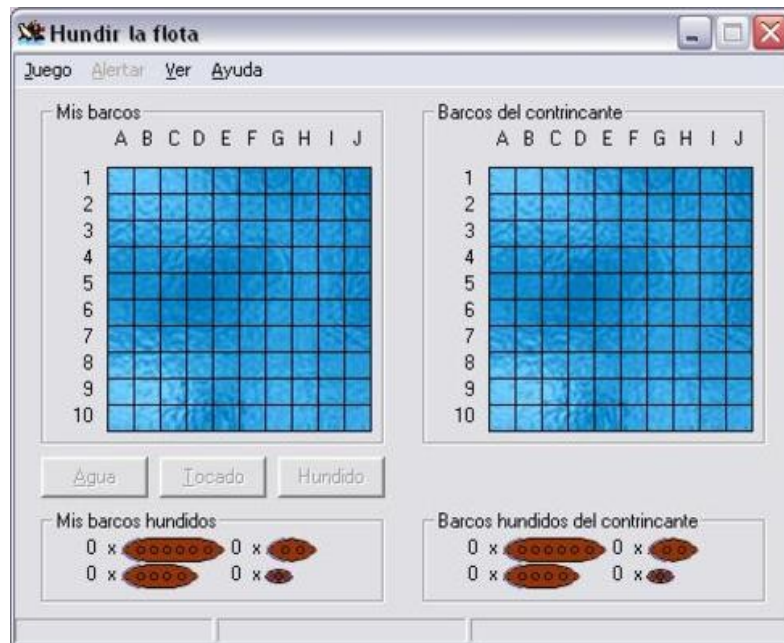 Hundir la flota
Juego Alertar Ver Ayuda
Mis barcos
A B C D E F G H I J
1
2
3
4
5
6
7
8
9
10
Barcos del contrincante
A B C D E F G H I J
1
2
3
4
5
6
7
8
9
10
Agua Tocado Hundido
Mis barcos hundidos
0 x 0 x
0 x 0 x
Barcos hundidos del contrincante
0 x 0 x
0 x 0 x